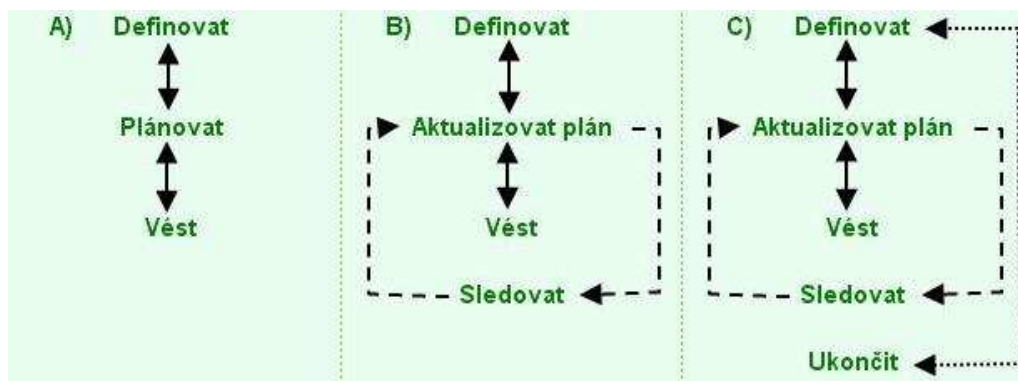 A) Definovat
Plánovat
Vést
B) Definovat
Aktualizovat plán
Vést
Sledovat
C) Definovat
Aktualizovat plán
Vést
Sledovat
Ukončit